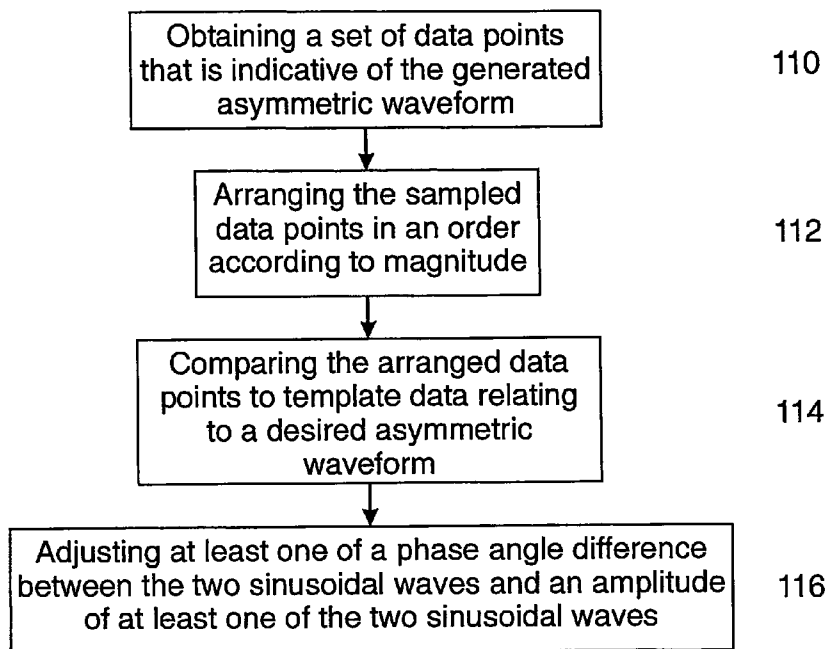 Obtaining a set of data points
that is indicative of the generated
asymmetric waveform
110
Arranging the sampled
data points in an order
according to magnitude
112
Comparing the arranged data
points to template data relating
to a desired asymmetric
waveform
114
Adjusting at least one of a phase angle difference
between the two sinusoidal waves and an amplitude
of at least one of the two sinusoidal waves
116